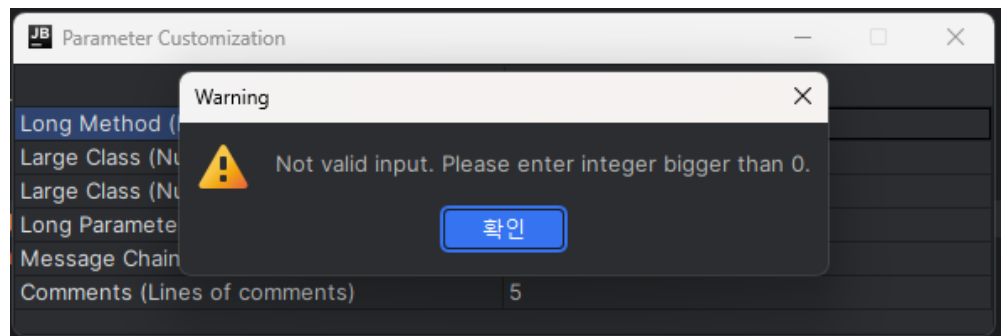 JB Parameter Customization
Warning
Long Method (
Large Class (Nu
Not valid input. Please enter integer bigger than 0.
Large Class (Nu
Long Paramete
확인
Message Chain
Comments (Lines of comments) 5